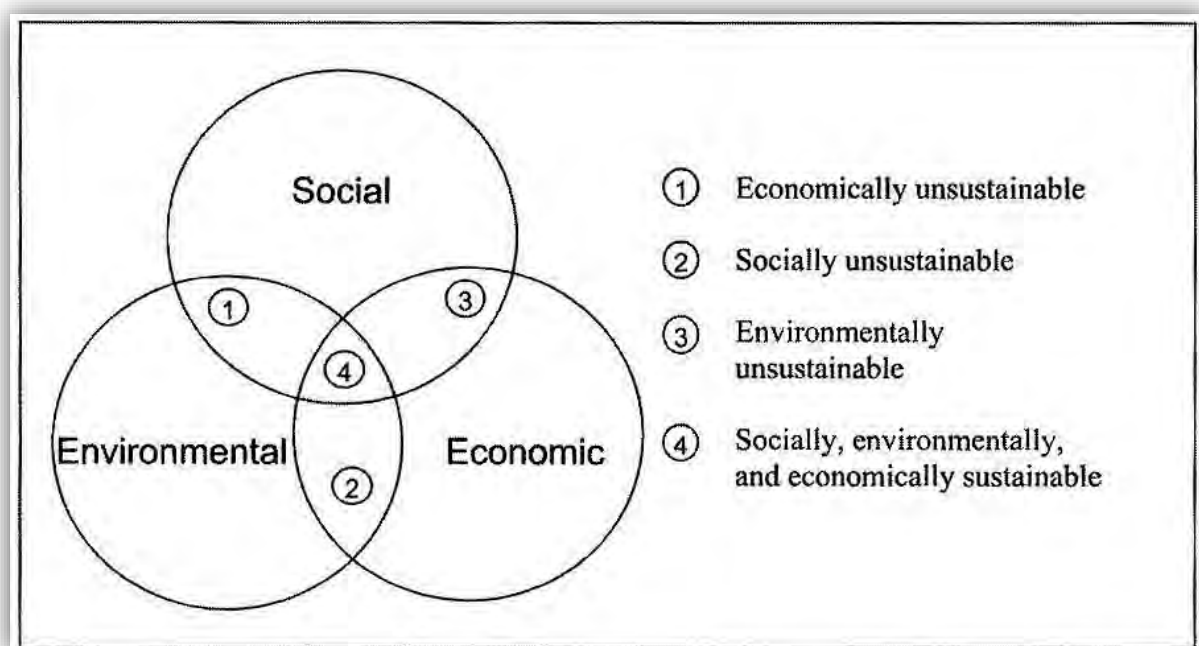 Social
Environmental
Economic
1
2
3
4
① Economically unsustainable
② Socially unsustainable
③ Environmentally
unsustainable
④ Socially, environmentally,
and economically sustainable